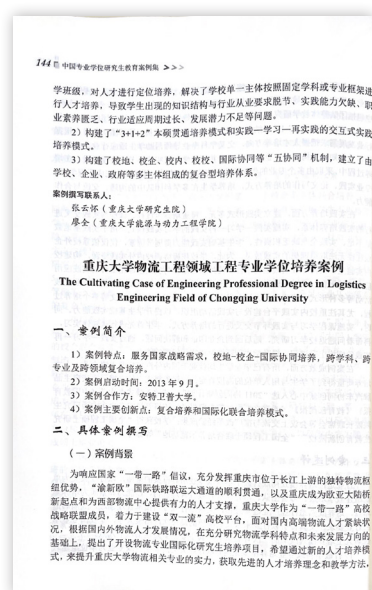 144 中国专业学位研究生教育案例集 >>>
学班级，对人才进行定位培养，解决了学校单一主体按照固定学科或专业框架进
行人才培养，导致学生出现的知识结构与行业从业要求脱节、实践能力欠缺、职
业素养匮乏、行业适应周期过长、发展潜力不足等问题。
2）构建了“3+1+2”本硕贯通培养模式和实践—学习—再实践的交互式实践
培养模式。
3）构建了校地、校企、校内、校校、国际协同等“五协同”机制，建立了由
学校、企业、政府等多主体组成的复合型培养体系。
案例撰写联系人：
张云怀（重庆大学研究生院）
廖全（重庆大学能源与动力工程学院）
重庆大学物流工程领域工程专业学位培养案例
The Cultivating Case of Engineering Professional Degree in Logistics
Engineering Field of Chongqing University
一、案例简介
1）案例特点：服务国家战略需求，校地-校企-国际协同培养，跨学科、跨
专业及跨领域复合培养。
2）案例启动时间：2013 年 9 月。
3）案例合作方：安特卫普大学。
4）案例主要创新点：复合培养和国际化联合培养模式。
二、具体案例撰写
（一）案例背景
为响应国家“一带一路”倡议，充分发挥重庆市位于长江上游的独特物流枢
纽优势，“渝新欧”国际铁路联运大通道的顺利贯通，以及重庆成为欧亚大陆桥
新起点和为西部物流中心提供有力的人才支撑，重庆大学作为“一带一路”高校
战略联盟成员，着力于建设“双一流”高校平台，面对国内高端物流人才紧缺状
况，根据国内外物流人才发展情况，在充分研究物流学科特点和未来发展方向的
基础上，提出了开设物流专业国际化研究生培养项目，希望通过新的人才培养模
式，来提升重庆大学物流相关专业的实力，获取先进的人才培养理念和教学方法，